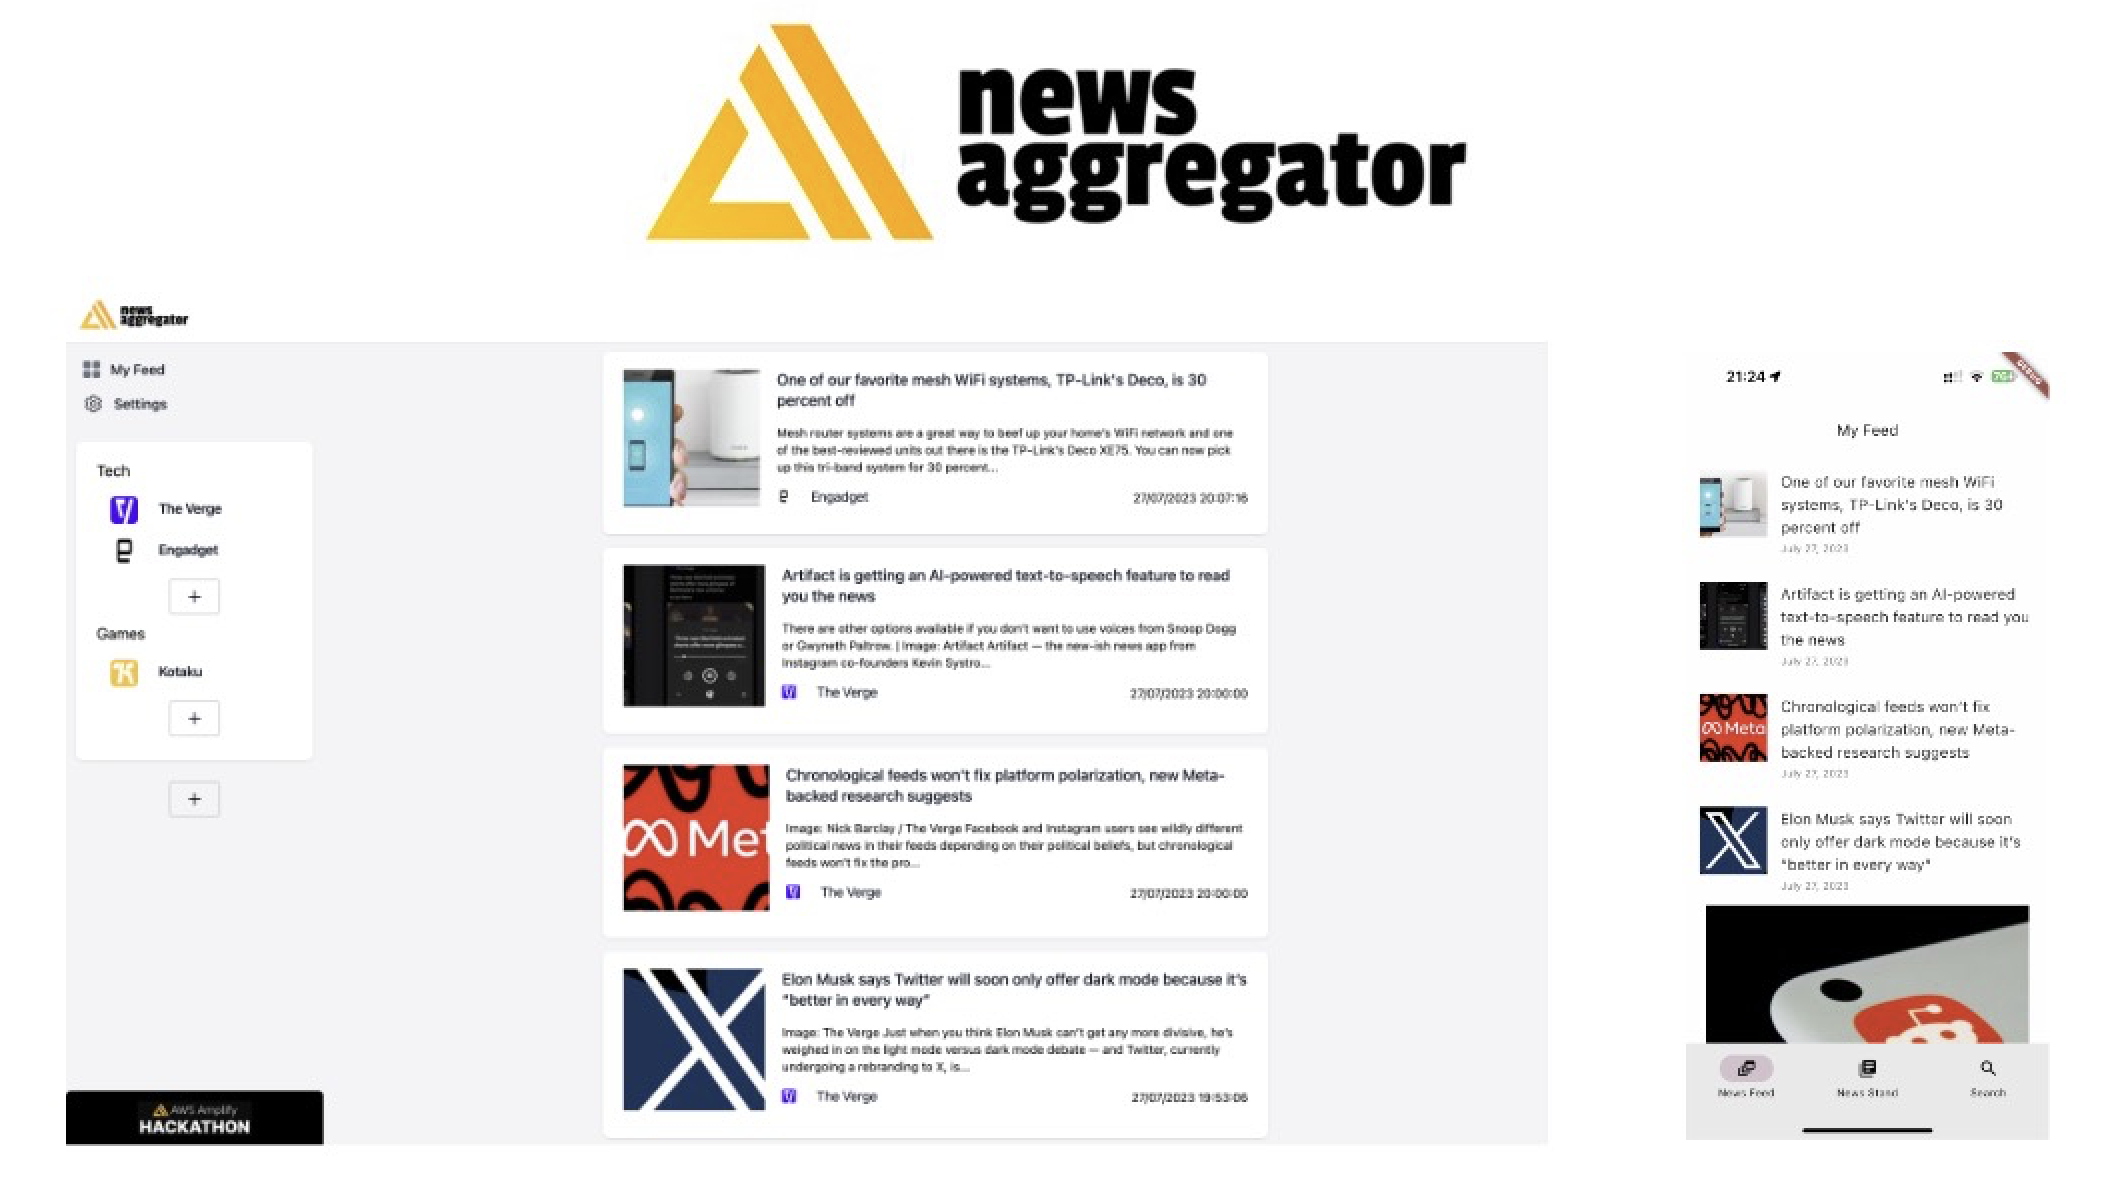 news
aggregator
news
aggregator
My Feed
Settings
Tech
The Verge
Engadget
+
Games
Kotaku
+
+
AWS Amplify
HACKATHON
One of our favorite mesh WiFi systems, TP-Link's Deco, is 30
percent off
Mesh router systems are a great way to beef up your home's WiFi network and one
of the best-reviewed units out there is the TP-Link's Deco XE75. You can now pick
up this tri-band system for 30 percent...
Engadget
27/07/2023 20:07:16
Artifact is getting an AI-powered text-to-speech feature to read
you the news
There are other options available if you don't want to use voices from Snoop Dogg
or Gwyneth Paltrow. | Image: Artifact Artifact — the new-ish news app from
Instagram co-founders Kevin Systro...
The Verge
27/07/2023 20:00:00
Chronological feeds won't fix platform polarization, new Meta-
backed research suggests
Image: Nick Barclay / The Verge Facebook and Instagram users see wildly different
political news in their feeds depending on their political beliefs, but chronological
feeds won't fix the pro...
The Verge
27/07/2023 20:00:00
Met
Elon Musk says Twitter will soon only offer dark mode because it's
"better in every way"
Image: The Verge Just when you think Elon Musk can't get any more divisive, he's
weighed in on the light mode versus dark mode debate — and Twitter, currently
undergoing a rebranding to X, is...
The Verge
27/07/2023 19:53:06
21:24
DEBUG
My Feed
One of our favorite mesh WiFi
systems, TP-Link's Deco, is 30
percent off
July 27, 2023
Artifact is getting an AI-powered
text-to-speech feature to read you
the news
July 27, 2023
Meta
Chronological feeds won't fix
platform polarization, new Meta-
backed research suggests
July 27, 2023
Elon Musk says Twitter will soon
only offer dark mode because it's
"better in every way"
July 27, 2023
News Feed
News Stand
Search